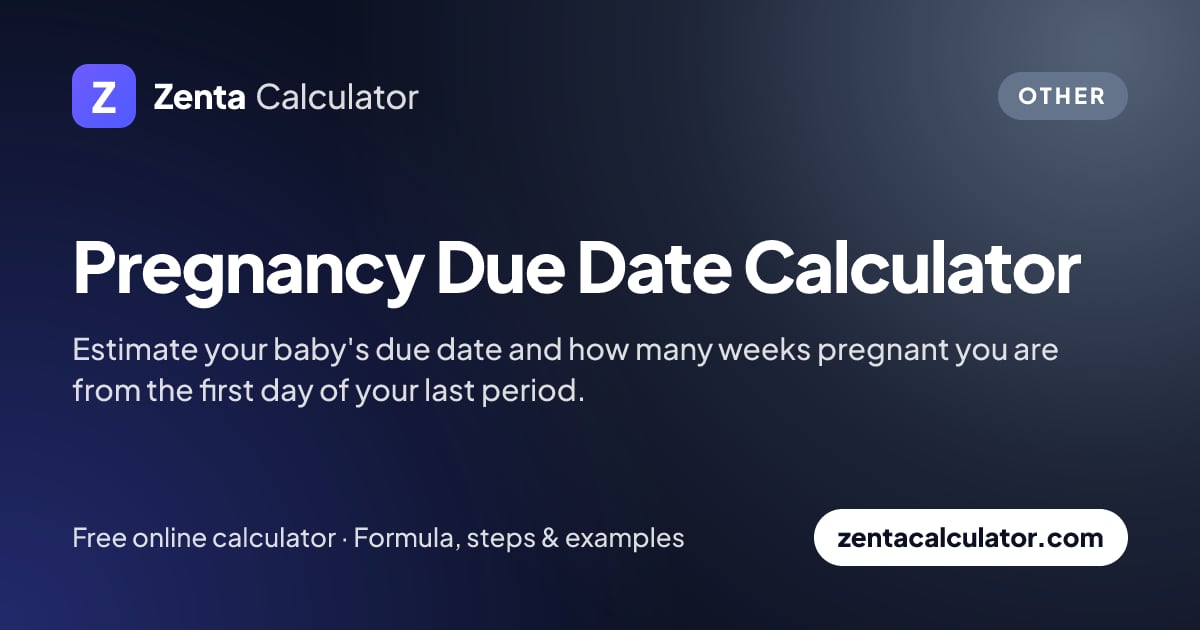 Z
Zenta Calculator
OTHER
Pregnancy Due Date Calculator
Estimate your baby's due date and how many weeks pregnant you are
from the first day of your last period.
Free online calculator · Formula, steps & examples
zentacalculator.com